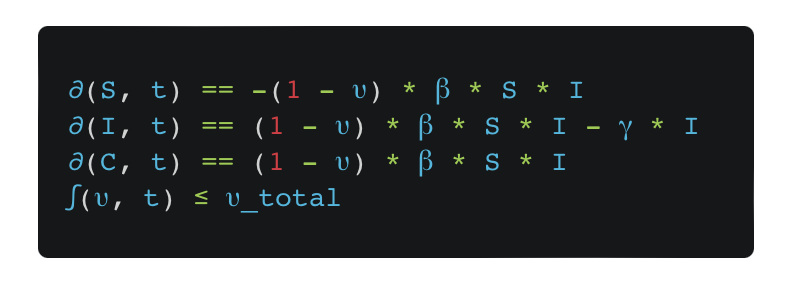 ∂(S, t) == -(1 - υ) * β * S * I
∂(I, t) == (1 - υ) * β * S * I - γ * I
∂(C, t) == (1 - υ) * β * S * I
∫(υ, t) ≤ υ_total